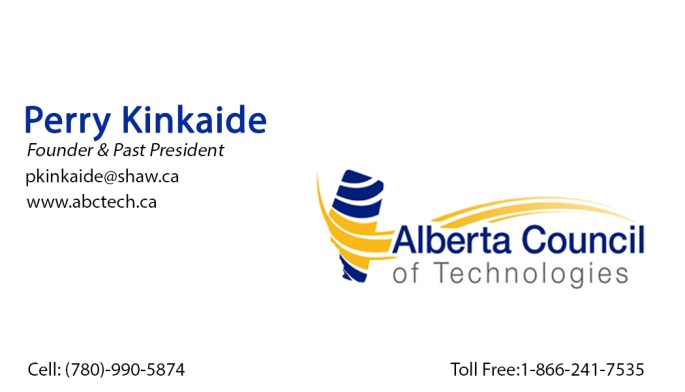 Perry Kinkaide
Founder & Past President
pkinkaide@shaw.ca
www.abctech.ca
Alberta Council
of Technologies
Cell: (780)-990-5874
Toll Free:1-866-241-7535